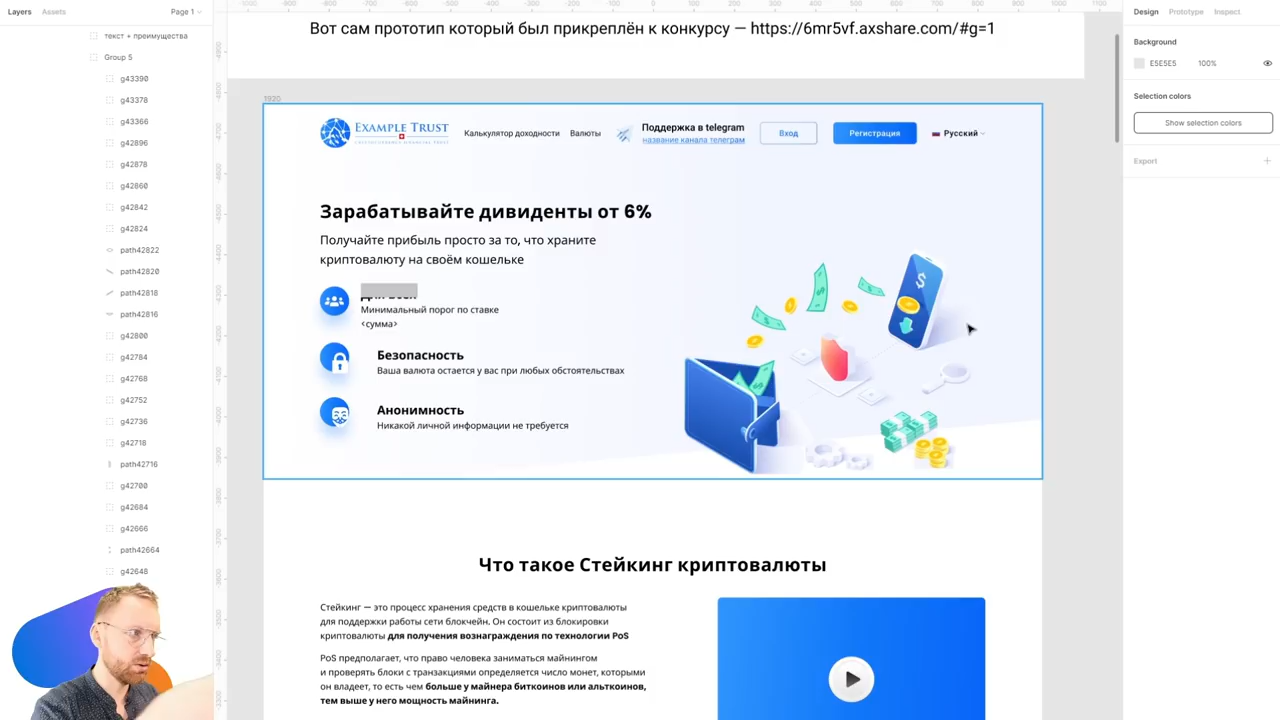 Layers
Assets
Page 1
текст + преимущества
Group 5
g43390
g43378
g43366
g42896
g42878
g42860
g42842
g42824
path42822
path42820
path42818
path42816
g42800
g42784
g42768
g42752
g42736
g42718
path42716
g42700
g42684
g42666
path42664
g42648
Вот сам прототип который был прикреплён к конкурсу — https://6mr5vf.axshare.com/#g=1
1920
EXAMPLE TRUST
Калькулятор доходности
Валюты
Поддержка в telegram
название канала телеграм
Вход
Регистрация
Русский
Зарабатывайте дивиденты от 6%
Получайте прибыль просто за то, что храните
криптовалюту на своём кошельке
Минимальный порог по ставке
<сумма>
Безопасность
Ваша валюта остается у вас при любых обстоятельствах
Анонимность
Никакой личной информации не требуется
Что такое Стейкинг криптовалюты
Стейкинг — это процесс хранения средств в кошельке криптовалюты
для поддержки работы сети блокчейн. Он состоит из блокировки
криптовалюты для получения вознаграждения по технологии PoS
PoS предполагает, что право человека заниматься майнингом
и проверять блоки с транзакциями определяется число монет, которыми
он владеет, то есть чем больше у майнера биткоинов или альткоинов,
тем выше у него мощность майнинга.
Design
Prototype
Inspect
Background
E5E5E5
100%
Selection colors
Show selection colors
Export